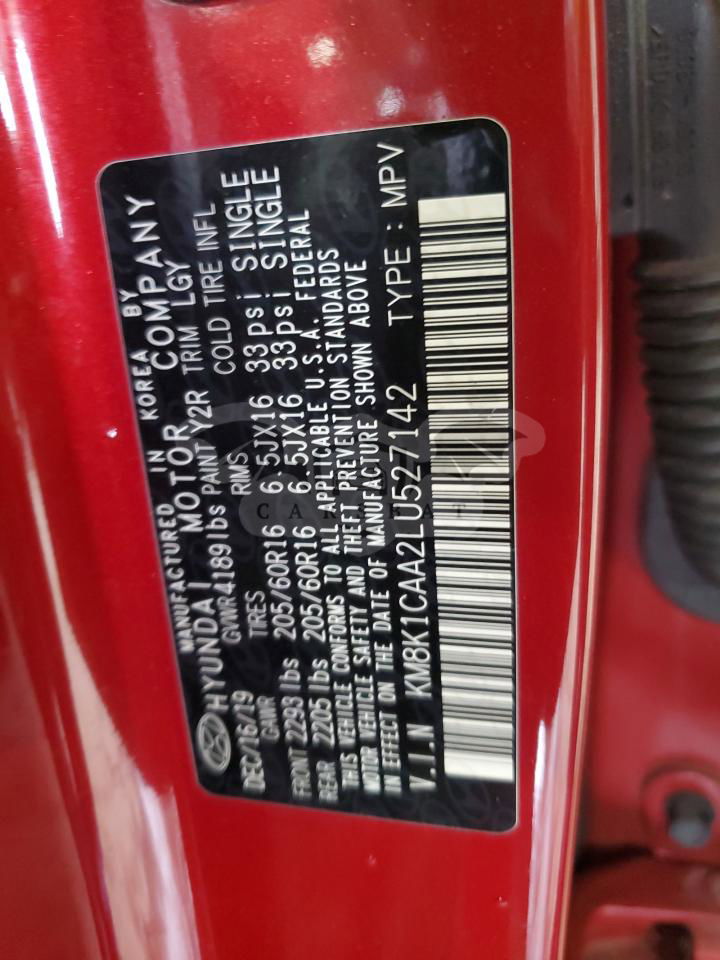 MANUFACTURED IN KOREA BY
HYUNDAI MOTOR COMPANY
GVWR4189lbs PAINT Y2R TRIM LGY
DEC/16/19
GAWR TIRES RIMS COLD TIRE INFL
FRONT 2293 lbs 205/60R16 6.5JX16 33psi SINGLE
REAR 2205 lbs 205/60R16 6.5JX16 33psi SINGLE
THIS VEHICLE CONFORMS TO ALL APPLICABLE U.S.A. FEDERAL
MOTOR VEHICLE SAFETY AND THEFT PREVENTION STANDARDS
IN EFFECT ON THE DATE OF MANUFACTURE SHOWN ABOVE
V.I.N KM8K1CAA2LU527142 TYPE : MPV